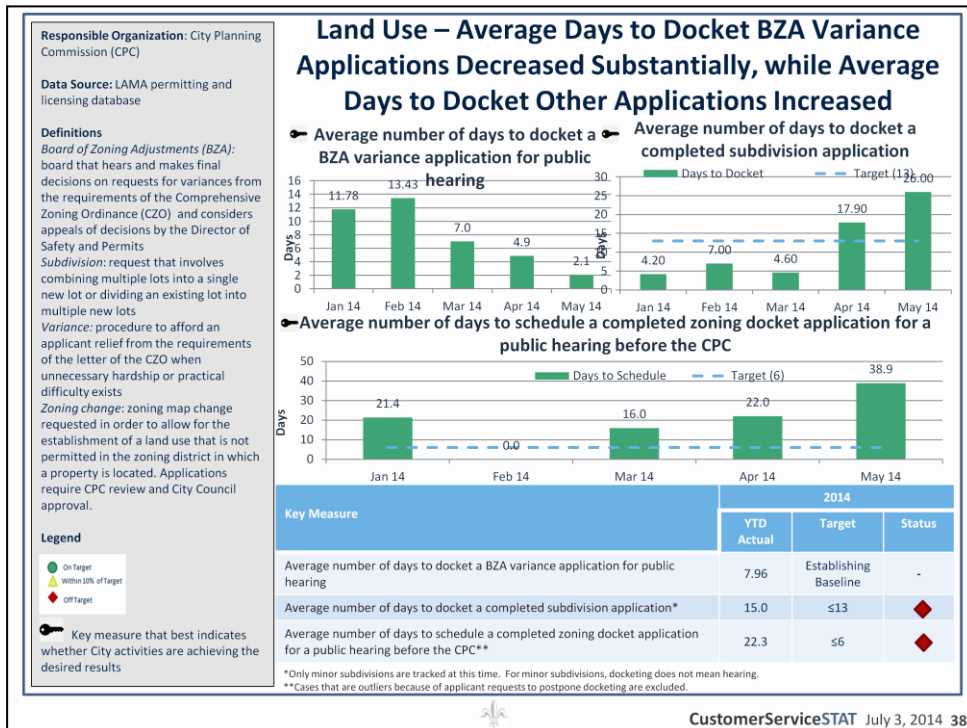 Responsible Organization: City Planning
Commission (CPC)
Data Source: LAMA permitting and
licensing database
Definitions
Board of Zoning Adjustments (BZA):
board that hears and makes final
decisions on requests for variances from
the requirements of the Comprehensive
Zoning Ordinance (CZO)  and considers
appeals of decisions by the Director of
Safety and Permits
Subdivision: request that involves
combining multiple lots into a single
new lot or dividing an existing lot into
multiple new lots
Variance: procedure to afford an
applicant relief from the requirements
of the letter of the CZO when
unnecessary hardship or practical
difficulty exists
Zoning change: zoning map change
requested in order to allow for the
establishment of a land use that is not
permitted in the zoning district in which
a property is located. Applications
require CPC review and City Council
approval.
Legend
On Target
Within 10% of Target
Off Target
Key measure that best indicates
whether City activities are achieving the
desired results
Land Use – Average Days to Docket BZA Variance
Applications Decreased Substantially, while Average
Days to Docket Other Applications Increased
Average number of days to docket a
BZA variance application for public
hearing
16
14
12
10
8
6
4
2
0
Days
11.78
13.43
7.0
4.9
2.1
Jan 14 Feb 14 Mar 14 Apr 14 May 14
Average number of days to docket a
completed subdivision application
Days to Docket Target (13)
30
25
20
15
10
5
0
Days
4.20
7.00
4.60
17.90
26.00
Jan 14 Feb 14 Mar 14 Apr 14 May 14
Average number of days to schedule a completed zoning docket application for a
public hearing before the CPC
Days to Schedule Target (6)
50
40
30
20
10
0
Days
21.4
0.0
16.0
22.0
38.9
Jan 14 Feb 14 Mar 14 Apr 14 May 14
Key Measure
2014
YTD
Actual
Target
Status
Average number of days to docket a BZA variance application for public
hearing
7.96
Establishing
Baseline
-
Average number of days to docket a completed subdivision application*
15.0
≤13
Average number of days to schedule a completed zoning docket application
for a public hearing before the CPC**
22.3
≤6
*Only minor subdivisions are tracked at this time.  For minor subdivisions, docketing does not mean hearing.
**Cases that are outliers because of applicant requests to postpone docketing are excluded.
CustomerServiceSTAT July 3, 2014 38